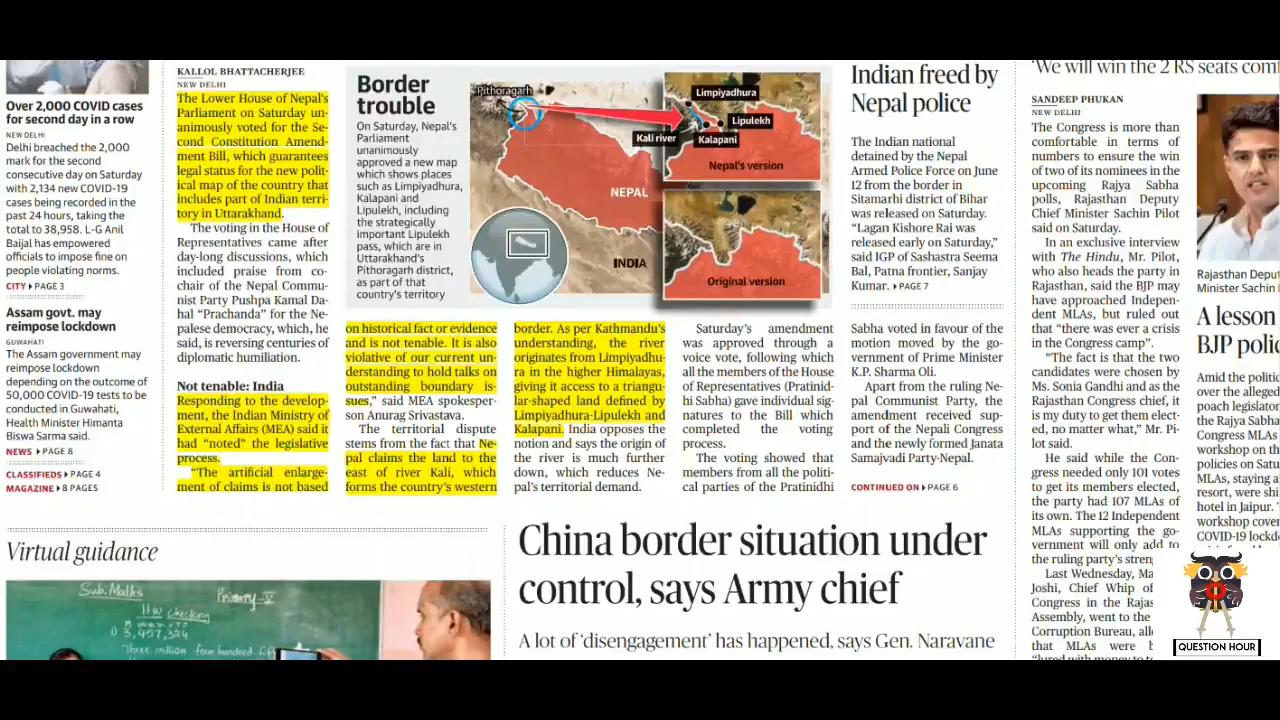 Over 2,000 COVID cases
for second day in a row
NEW DELHI
Delhi breached the 2,000
mark for the second
consecutive day on Saturday
with 2,134 new COVID-19
cases being recorded in the
past 24 hours, taking the
total to 38,958. L-G Anil
Baijal has empowered
officials to impose fine on
people violating norms.
CITY PAGE 3
Assam govt. may
reimpose lockdown
GUWAHATI
The Assam government may
reimpose lockdown
depending on the outcome of
50,000 COVID-19 tests to be
conducted in Guwahati,
Health Minister Himanta
Biswa Sarma said.
NEWS PAGE 8
CLASSIFIEDS PAGE 4
MAGAZINE 8 PAGES
KALLOL BHATTACHERJEE
NEW DELHI
The Lower House of Nepal's
Parliament on Saturday un-
animously voted for the Se-
cond Constitution Amend-
ment Bill, which guarantees
legal status for the new polit-
ical map of the country that
includes part of Indian terri-
tory in Uttarakhand.
The voting in the House of
Representatives came after
day-long discussions, which
included praise from co-
chair of the Nepal Commu-
nist Party Pushpa Kamal Da-
hal “Prachanda” for the Ne-
palese democracy, which, he
said, is reversing centuries of
diplomatic humiliation.
Not tenable: India
Responding to the develop-
ment, the Indian Ministry of
External Affairs (MEA) said it
had “noted” the legislative
process.
“The artificial enlarge-
ment of claims is not based
Border
trouble
On Saturday, Nepal's
Parliament
unanimously
approved a new map
which shows places
such as Limpiyadhura,
Kalapani and
Lipulekh, including
the strategically
important Lipulekh
pass, which are in
Uttarakhand's
Pithoragarh district,
as part of that
country's territory
Pithoragarh
NEPAL
INDIA
Limpiyadhura
Lipulekh
Kali river
Kalapani
Nepal's version
Original version
on historical fact or evidence
and is not tenable. It is also
violative of our current un-
derstanding to hold talks on
outstanding boundary is-
sues,” said MEA spokesper-
son Anurag Srivastava.
The territorial dispute
stems from the fact that Ne-
pal claims the land to the
east of river Kali, which
forms the country's western
border. As per Kathmandu's
understanding, the river
originates from Limpiyadhu-
ra in the higher Himalayas,
giving it access to a triangu-
lar-shaped land defined by
Limpiyadhura-Lipulekh and
Kalapani. India opposes the
notion and says the origin of
the river is much further
down, which reduces Ne-
pal's territorial demand.
Saturday's amendment
was approved through a
voice vote, following which
all the members of the House
of Representatives (Pratinid-
hi Sabha) gave individual sig-
natures to the Bill which
completed the voting
process.
The voting showed that
members from all the politi-
cal parties of the Pratinidhi
Indian freed by
Nepal police
The Indian national
detained by the Nepal
Armed Police Force on June
12 from the border in
Sitamarhi district of Bihar
was released on Saturday.
“Lagan Kishore Rai was
released early on Saturday,”
said IGP of Sashastra Seema
Bal, Patna frontier, Sanjay
Kumar. PAGE 7
Sabha voted in favour of the
motion moved by the go-
vernment of Prime Minister
K.P. Sharma Oli.
Apart from the ruling Ne-
pal Communist Party, the
amendment received sup-
port of the Nepali Congress
and the newly formed Janata
Samajvadi Party-Nepal.
CONTINUED ON PAGE 6
‘We will win the 2 RS seats
SANDEEP PHUKAN
NEW DELHI
The Congress is more than
comfortable in terms of
numbers to ensure the win
of two of its nominees in the
upcoming Rajya Sabha
polls, Rajasthan Deputy
Chief Minister Sachin Pilot
said on Saturday.
In an exclusive interview
with The Hindu, Mr. Pilot,
who also heads the party in
Rajasthan, said the BJP may
have approached Indepen-
dent MLAs, but ruled out
that “there was ever a crisis
in the Congress camp”.
“The fact is that the two
candidates were chosen by
Ms. Sonia Gandhi and as the
Rajasthan Congress chief, it
is my duty to get them elect-
ed, no matter what,” Mr. Pi-
lot said.
He said while the Con-
gress needed only 101 votes
to get its members elected,
the party had 107 MLAs of
its own. The 12 Independent
MLAs supporting the go-
vernment will only add to
the ruling party's
Last Wednesday,
Joshi, Chief Whip of
Congress in the
Assembly, went to the
Corruption Bureau,
that MLAs were
“lured with money to
Rajasthan
Minister Sachin
A lesson
BJP
Amid the
over the
poach
the Rajya
Congress MLAs
workshop on the
policies on
MLAs, staying
resort, were
hotel in Jaipur.
workshop
COVID-19
Virtual guidance
Sub: Maths
Primary-V
H.W checking
3,457,324
Three million four hundred
China border situation under
control, says Army chief
A lot of ‘disengagement’ has happened, says Gen. Naravane
QUESTION HOUR